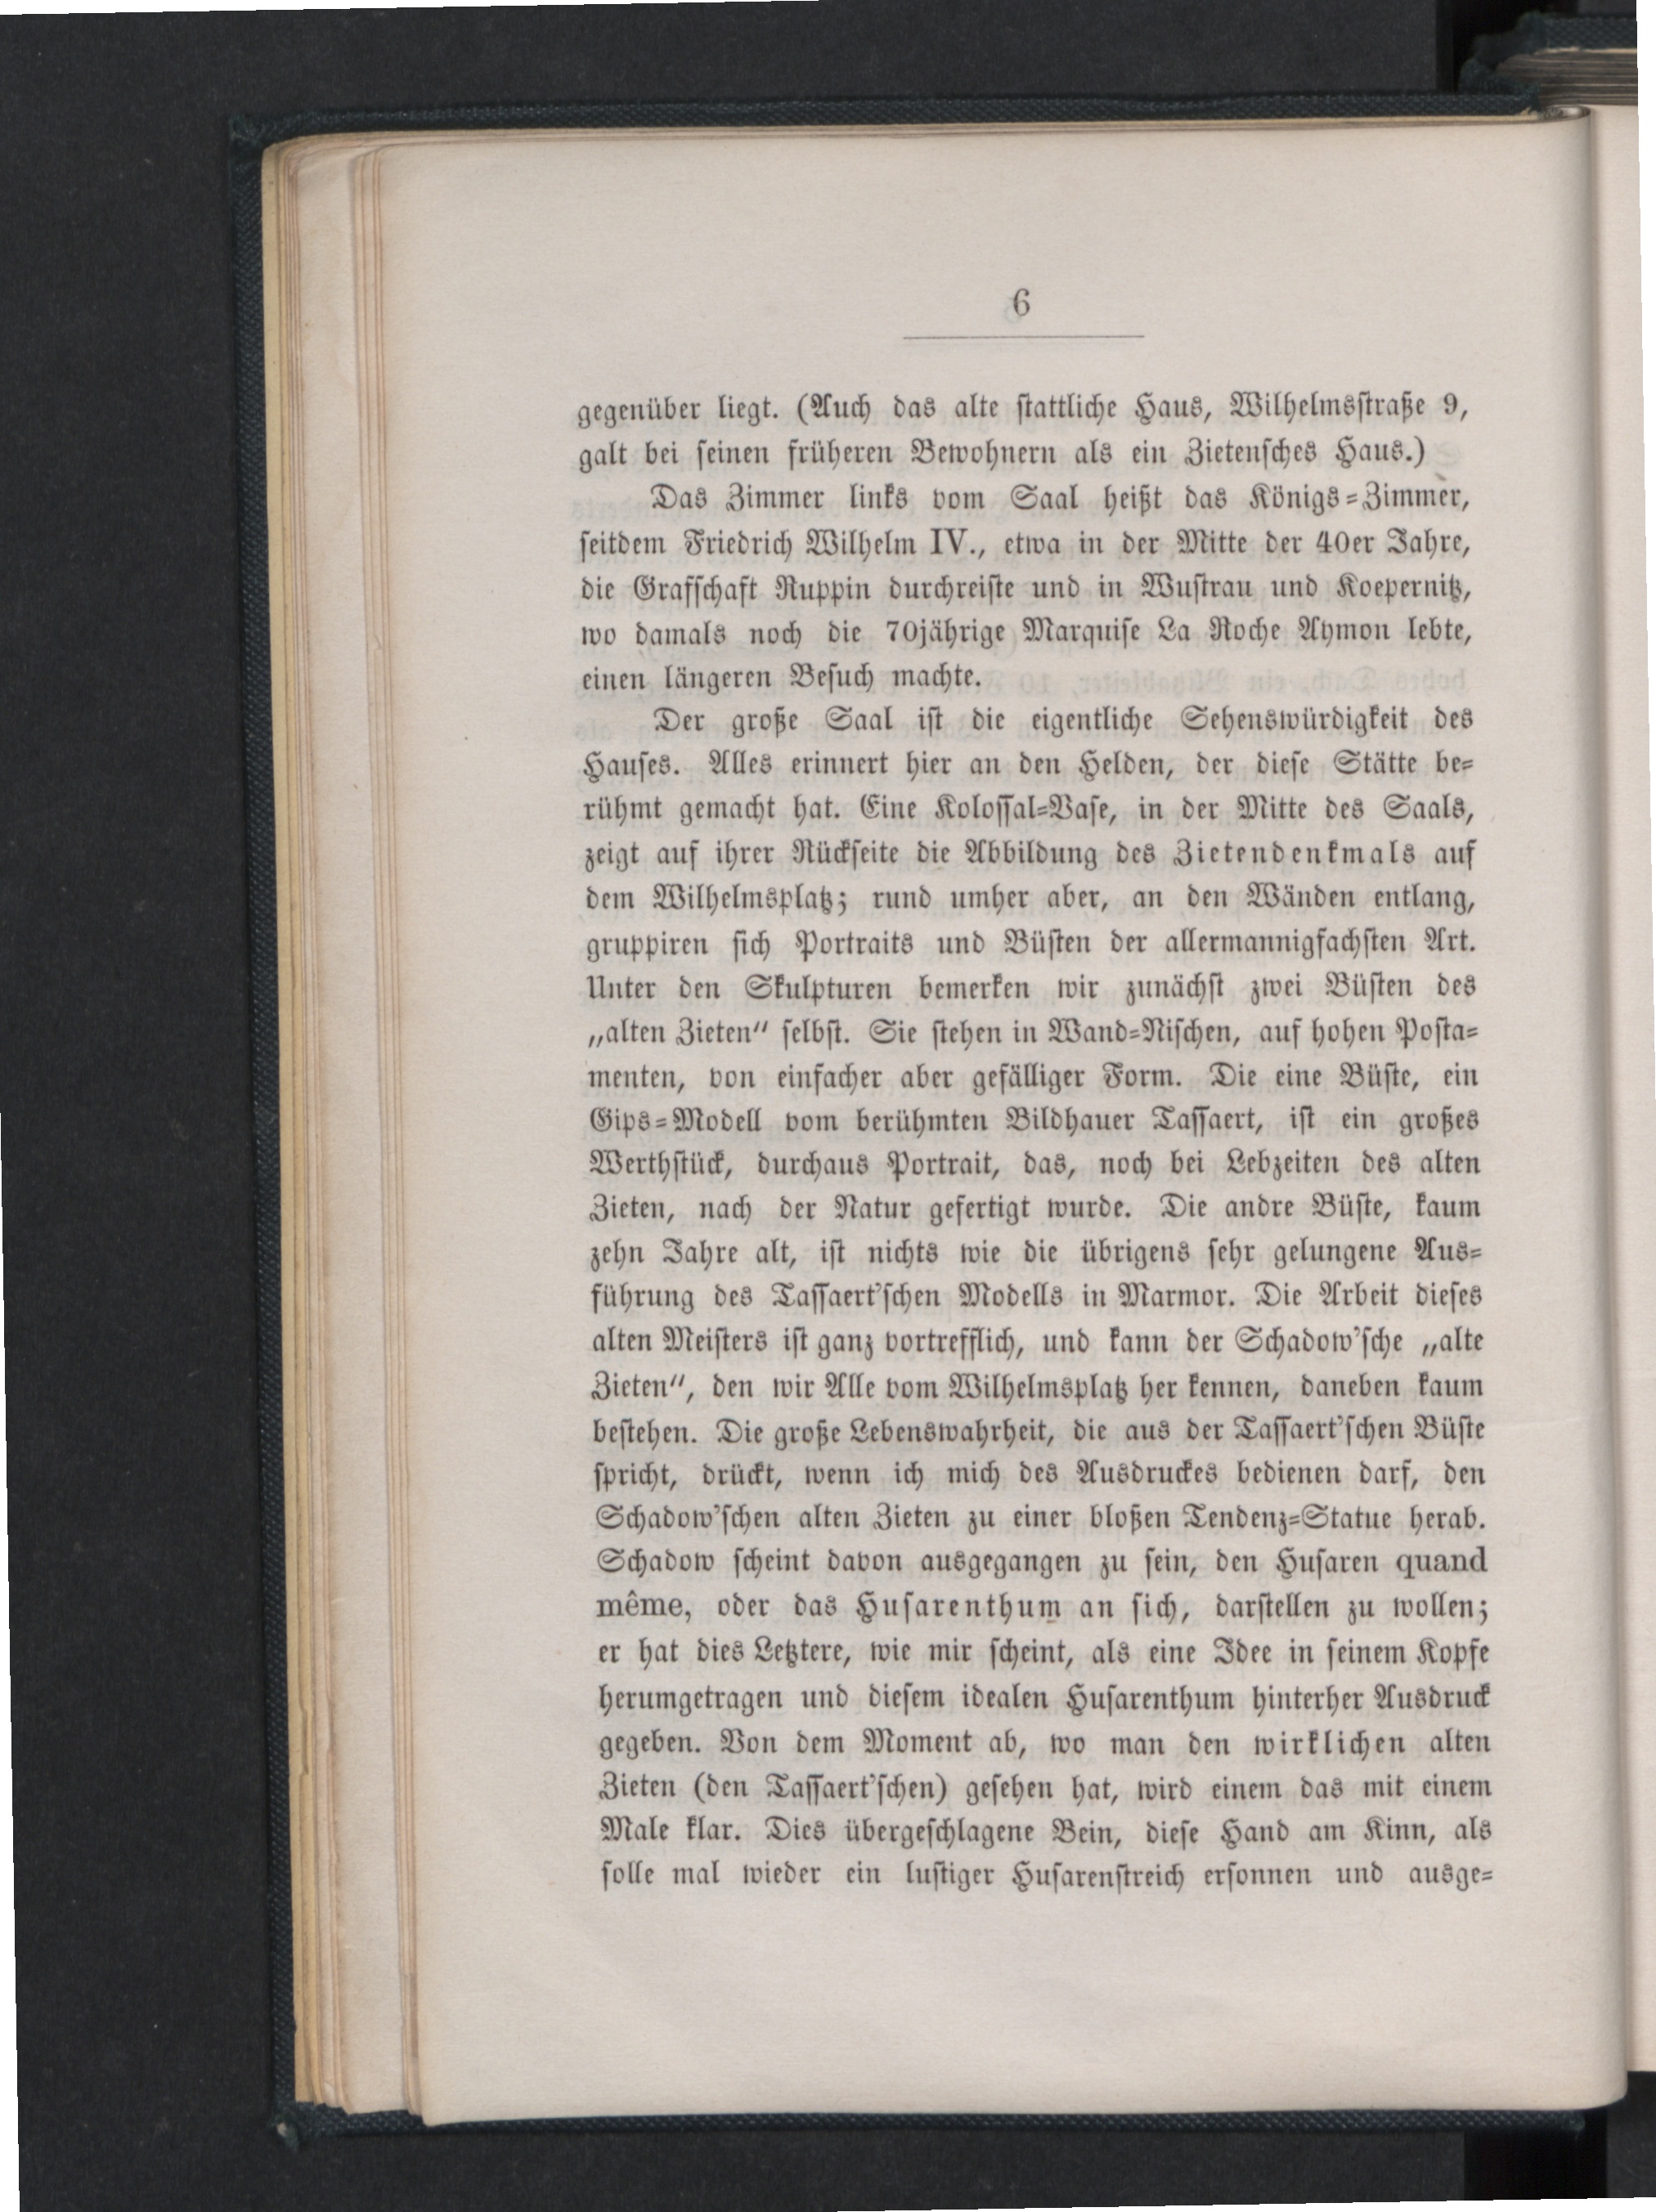 6
gegenüber liegt. (Auch das alte ſtattliche Haus, Wilhelmsſtraße 9,
galt bei ſeinen früheren Bewohnern als ein Zietenſches Haus.)
Das Zimmer links vom Saal heißt das Königs-Zimmer,
ſeitdem Friedrich Wilhelm IV., etwa in der Mitte der 40er Jahre,
die Grafſchaft Ruppin durchreiſte und in Wuſtrau und Koepernitz,
wo damals noch die 70jährige Marquiſe La Roche Aymon lebte,
einen längeren Beſuch machte.
Der große Saal iſt die eigentliche Sehenswürdigkeit des
Hauſes. Alles erinnert hier an den Helden, der dieſe Stätte be-
rühmt gemacht hat. Eine Koloſſal-Vaſe, in der Mitte des Saals,
zeigt auf ihrer Rückſeite die Abbildung des Zietendenkmals auf
dem Wilhelmsplatz; rund umher aber, an den Wänden entlang,
gruppiren ſich Portraits und Büſten der allermannigfachſten Art.
Unter den Skulpturen bemerken wir zunächſt zwei Büſten des
„alten Zieten“ ſelbſt. Sie ſtehen in Wand-Niſchen, auf hohen Poſta-
menten, von einfacher aber gefälliger Form. Die eine Büſte, ein
Gips-Modell vom berühmten Bildhauer Taſſaert, iſt ein großes
Werthſtück, durchaus Portrait, das, noch bei Lebzeiten des alten
Zieten, nach der Natur gefertigt wurde. Die andre Büſte, kaum
zehn Jahre alt, iſt nichts wie die übrigens ſehr gelungene Aus-
führung des Taſſaert’ſchen Modells in Marmor. Die Arbeit dieſes
alten Meiſters iſt ganz vortrefflich, und kann der Schadow’ſche „alte
Zieten“, den wir Alle vom Wilhelmsplatz her kennen, daneben kaum
beſtehen. Die große Lebenswahrheit, die aus der Taſſaert’ſchen Büſte
ſpricht, drückt, wenn ich mich des Ausdruckes bedienen darf, den
Schadow’ſchen alten Zieten zu einer bloßen Tendenz-Statue herab.
Schadow ſcheint davon ausgegangen zu ſein, den Huſaren quand
même, oder das Huſarenthum an ſich, darſtellen zu wollen;
er hat dies Letztere, wie mir ſcheint, als eine Idee in ſeinem Kopfe
herumgetragen und dieſem idealen Huſarenthum hinterher Ausdruck
gegeben. Von dem Moment ab, wo man den wirklichen alten
Zieten (den Taſſaert’ſchen) geſehen hat, wird einem das mit einem
Male klar. Dies übergeſchlagene Bein, dieſe Hand am Kinn, als
ſolle mal wieder ein luſtiger Huſarenſtreich erſonnen und ausge-